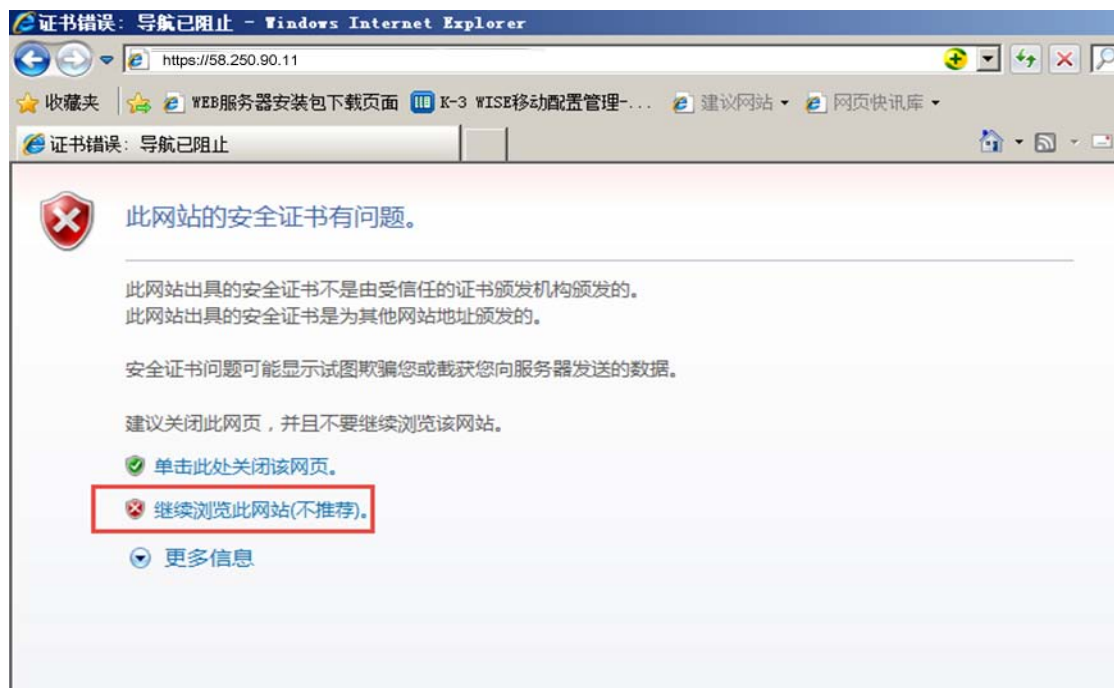 证书错误：导航已阻止 - Windows Internet Explorer
https://58.250.90.11
收藏夹 WEB服务器安装包下载页面 K-3 WISE移动配置管理-... 建议网站 网页快讯库
证书错误：导航已阻止
此网站的安全证书有问题。
此网站出具的安全证书不是由受信任的证书颁发机构颁发的。
此网站出具的安全证书是为其他网站地址颁发的。
安全证书问题可能显示试图欺骗您或截获您向服务器发送的数据。
建议关闭此网页，并且不要继续浏览该网站。
单击此处关闭该网页。
继续浏览此网站(不推荐)。
更多信息